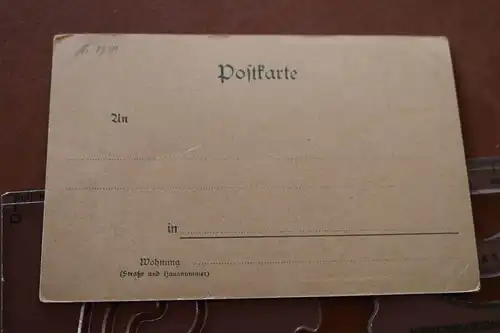 Postkarte
An
in
Wohnung
(Straße und Hausnummer)